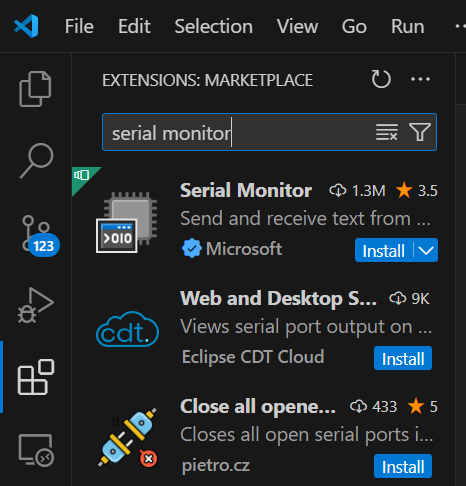 File Edit Selection View Go Run ...
EXTENSIONS: MARKETPLACE
serial monitor
Serial Monitor 1.3M 3.5
Send and receive text from ...
Microsoft Install
123
Web and Desktop S... 9K
Views serial port output on ...
Eclipse CDT Cloud Install
cdt.
Close all opene... 433 5
Closes all open serial ports i...
pietro.cz Install